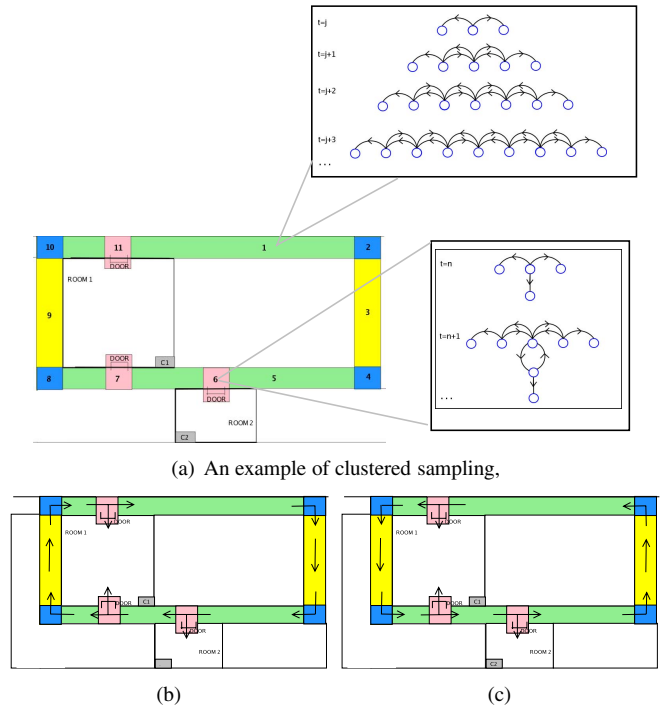 t=j
t=j+1
t=j+2
t=j+3
...
10
11
1
2
DOOR
ROOM 1
9
3
DOOR
C1
8
7
6
5
4
DOOR
ROOM 2
C2
t=n
t=n+1
...
(a) An example of clustered sampling,
DOOR
ROOM 1
C1
DOOR
DOOR
ROOM 2
(b)
DOOR
ROOM 1
C1
DOOR
DOOR
ROOM 2
C2
(c)